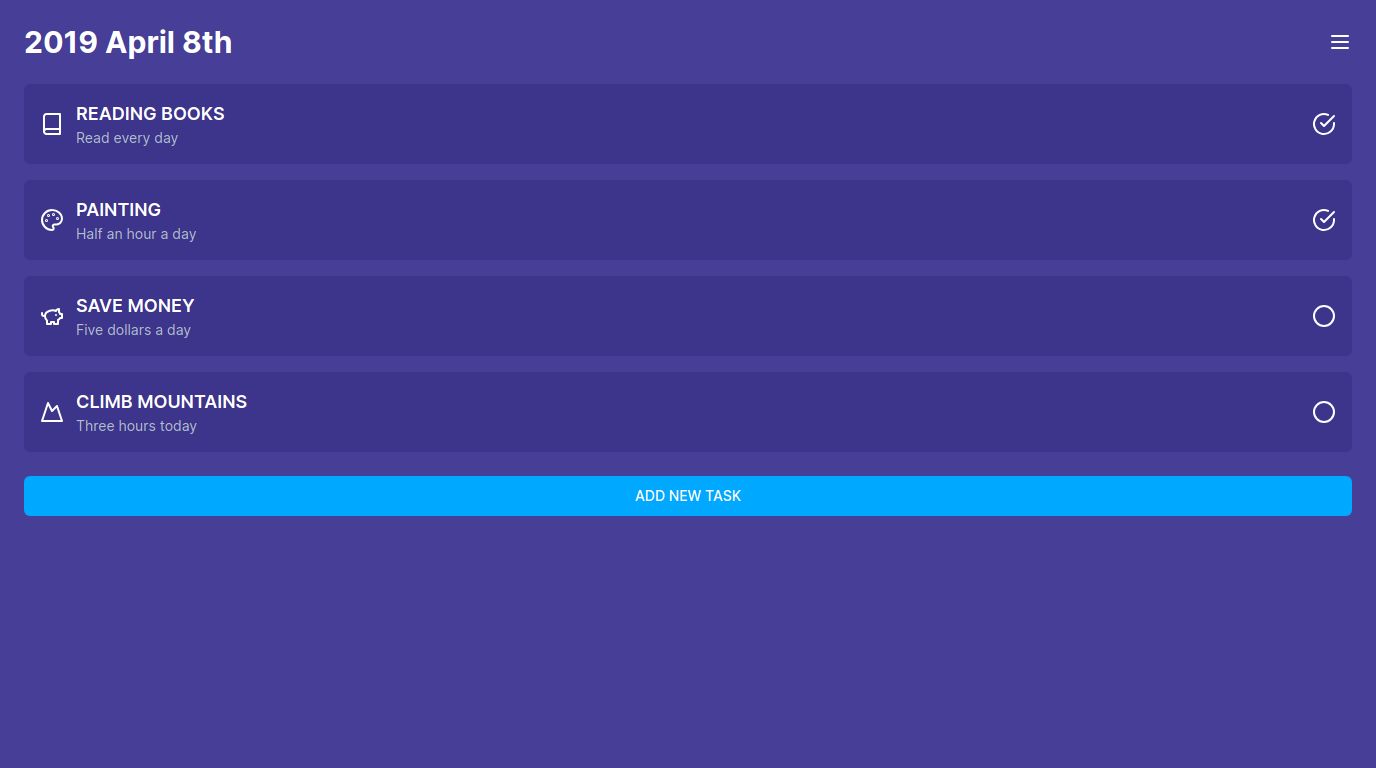 2019 April 8th
READING BOOKS
Read every day
PAINTING
Half an hour a day
SAVE MONEY
Five dollars a day
CLIMB MOUNTAINS
Three hours today
ADD NEW TASK